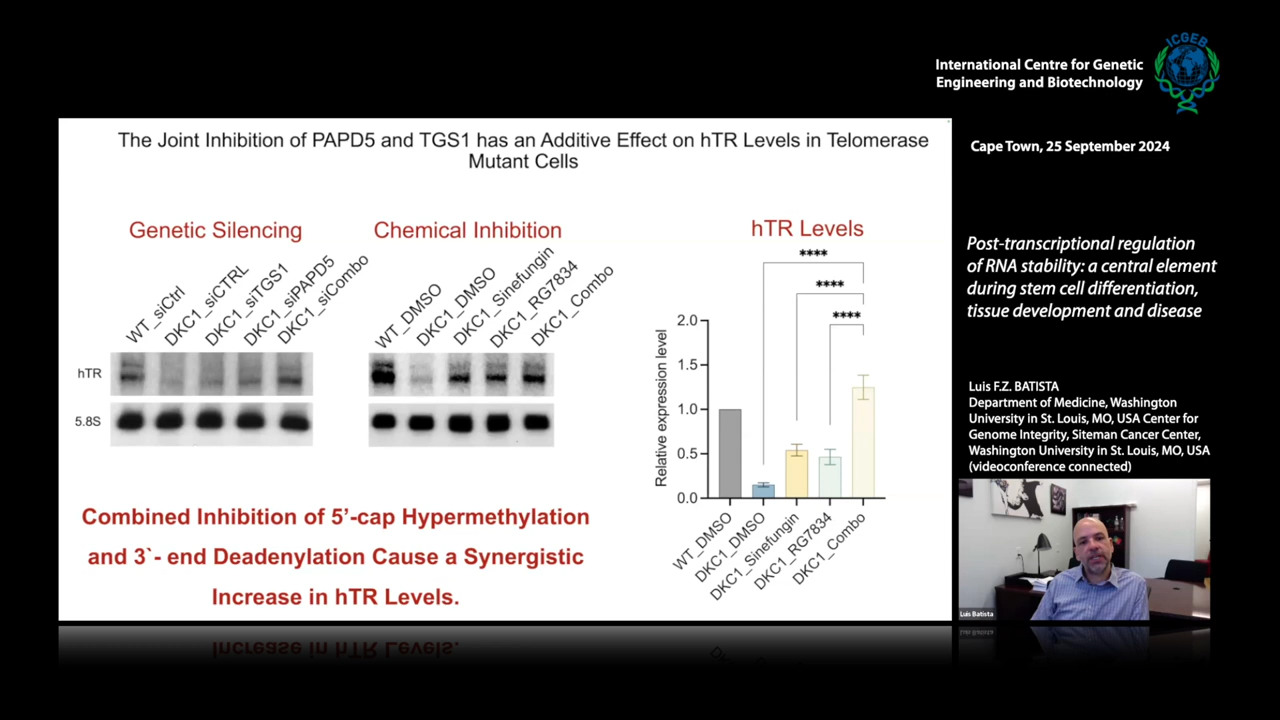 ICGEB
International Centre for Genetic
Engineering and Biotechnology
Cape Town, 25 September 2024
The Joint Inhibition of PAPD5 and TGS1 has an Additive Effect on hTR Levels in Telomerase
Mutant Cells
Genetic Silencing
WT_siCtrl
DKC1_siCTRL
DKC1_siTGS1
DKC1_siPAPD5
DKC1_siCombo
hTR
5.8S
Chemical Inhibition
WT_DMSO
DKC1_DMSO
DKC1_Sinefungin
DKC1_RG7834
DKC1_Combo
hTR Levels
****
****
****
Relative expression level
2.0
1.5
1.0
0.5
0.0
WT_DMSO
DKC1_DMSO
DKC1_Sinefungin
DKC1_RG7834
DKC1_Combo
Combined Inhibition of 5’-cap Hypermethylation
and 3`- end Deadenylation Cause a Synergistic
Increase in hTR Levels.
Post-transcriptional regulation
of RNA stability: a central element
during stem cell differentiation,
tissue development and disease
Luis F.Z. BATISTA
Department of Medicine, Washington
University in St. Louis, MO, USA Center for
Genome Integrity, Siteman Cancer Center,
Washington University in St. Louis, MO, USA
(videoconference connected)
Luis Batista